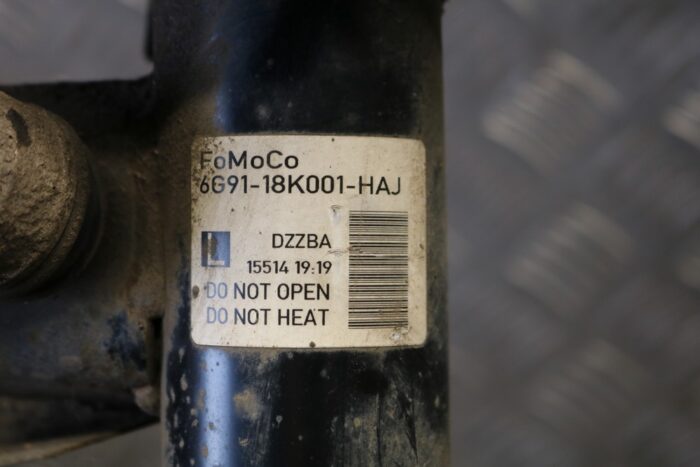 FoMoCo
6G91-18K001-HAJ
L
DZZBA
15514 19:19
DO NOT OPEN
DO NOT HEAT